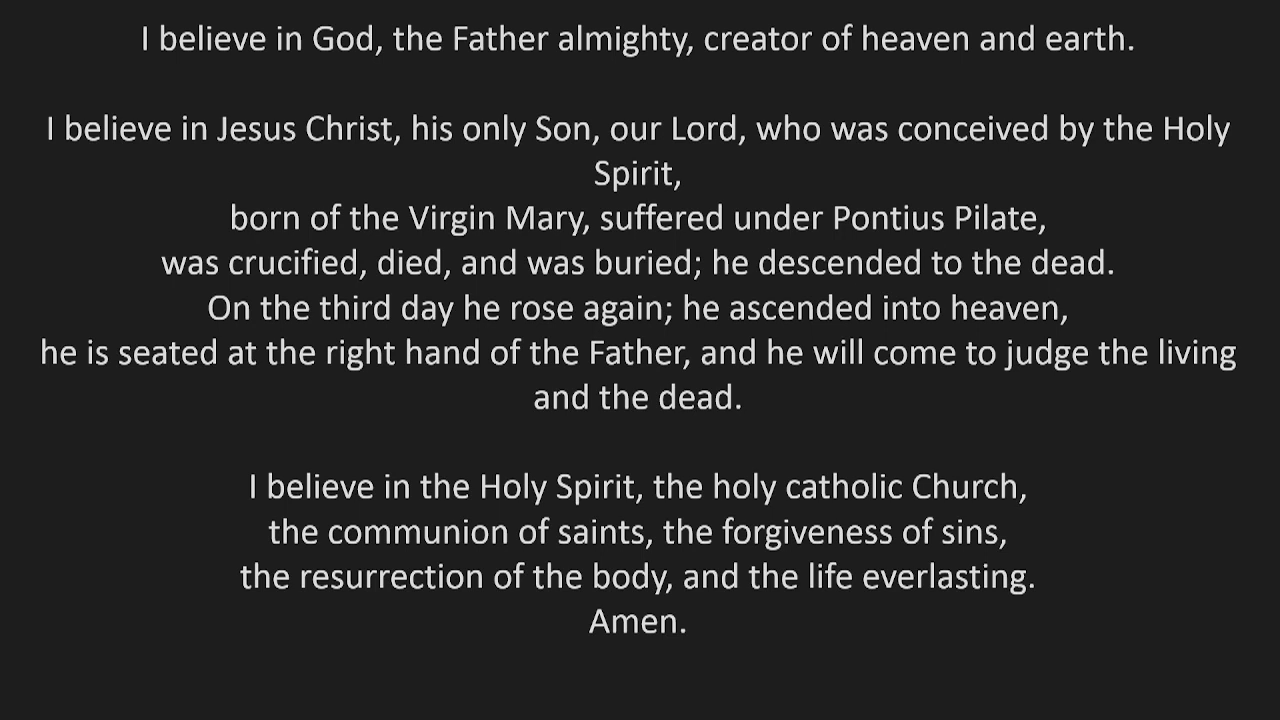 I believe in God, the Father almighty, creator of heaven and earth.
I believe in Jesus Christ, his only Son, our Lord, who was conceived by the Holy
Spirit,
born of the Virgin Mary, suffered under Pontius Pilate,
was crucified, died, and was buried; he descended to the dead.
On the third day he rose again; he ascended into heaven,
he is seated at the right hand of the Father, and he will come to judge the living
and the dead.
I believe in the Holy Spirit, the holy catholic Church,
the communion of saints, the forgiveness of sins,
the resurrection of the body, and the life everlasting.
Amen.